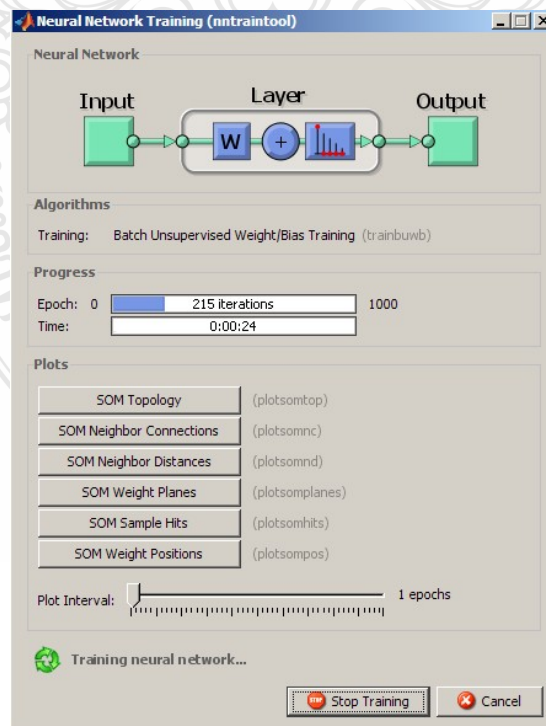 Neural Network Training (nntraintool)
Neural Network
Input Layer Output
W +
Algorithms
Training: Batch Unsupervised Weight/Bias Training (trainbuwb)
Progress
Epoch: 0 215 iterations 1000
Time: 0:00:24
Plots
SOM Topology (plotsomtop)
SOM Neighbor Connections (plotsomnc)
SOM Neighbor Distances (plotsomnd)
SOM Weight Planes (plotsomplanes)
SOM Sample Hits (plotsomhits)
SOM Weight Positions (plotsompos)
Plot Interval: 1 epochs
Training neural network...
STOP Stop Training Cancel